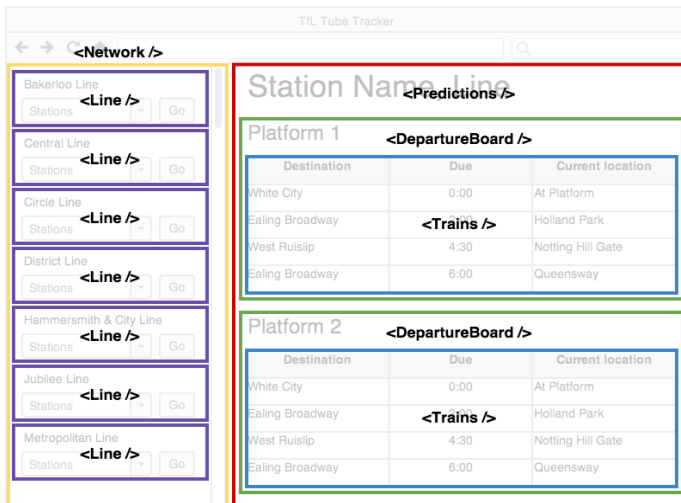 TfL Tube Tracker
<Network />
Bakerloo Line
<Line />
Stations Go
Central Line
<Line />
Stations Go
Circle Line
<Line />
Stations Go
District Line
<Line />
Stations Go
Hammersmith & City Line
<Line />
Stations Go
Jubilee Line
<Line />
Stations Go
Metropolitan Line
<Line />
Stations Go
Station Name, Line
<Predictions />
Platform 1
<DepartureBoard />
Destination Due Current location
White City 0:00 At Platform
Ealing Broadway Holland Park
<Trains />
West Ruislip 4:30 Notting Hill Gate
Ealing Broadway 6:00 Queensway
Platform 2
<DepartureBoard />
Destination Due Current location
White City 0:00 At Platform
Ealing Broadway Holland Park
<Trains />
West Ruislip 4:30 Notting Hill Gate
Ealing Broadway 6:00 Queensway